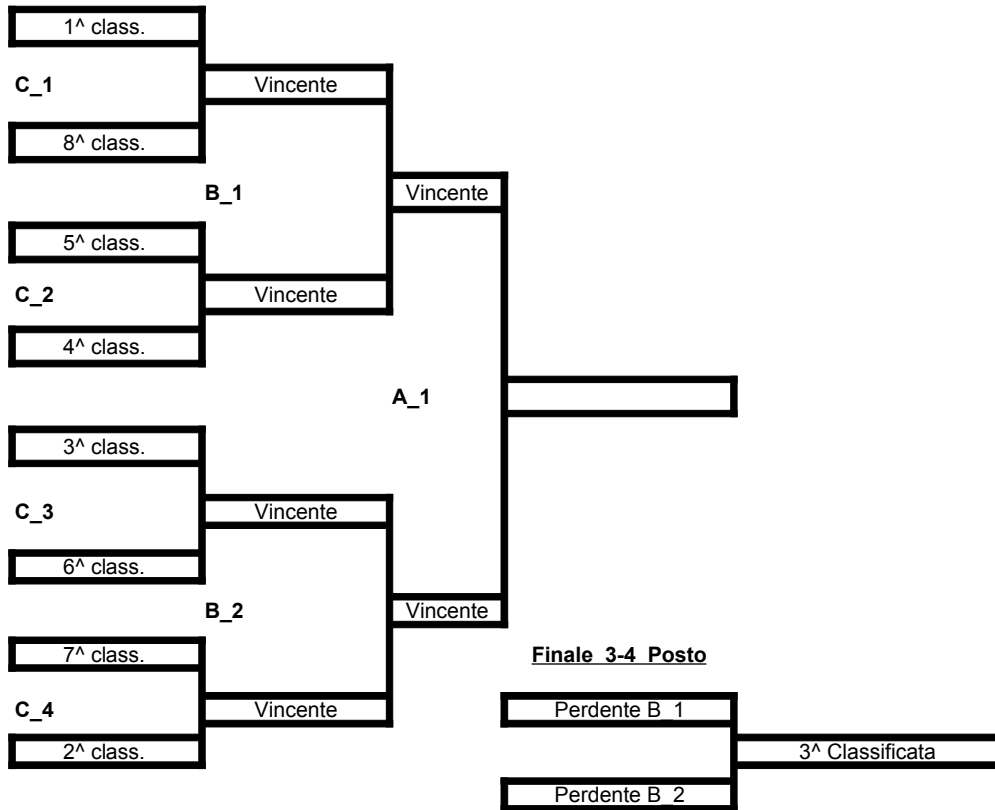 1^ class.
C_1
Vincente
8^ class.
B_1
Vincente
5^ class.
C_2
Vincente
4^ class.
A_1
3^ class.
C_3
Vincente
6^ class.
B_2
Vincente
7^ class.
Finale 3-4 Posto
C_4
Vincente
Perdente B_1
2^ class.
3^ Classificata
Perdente B_2